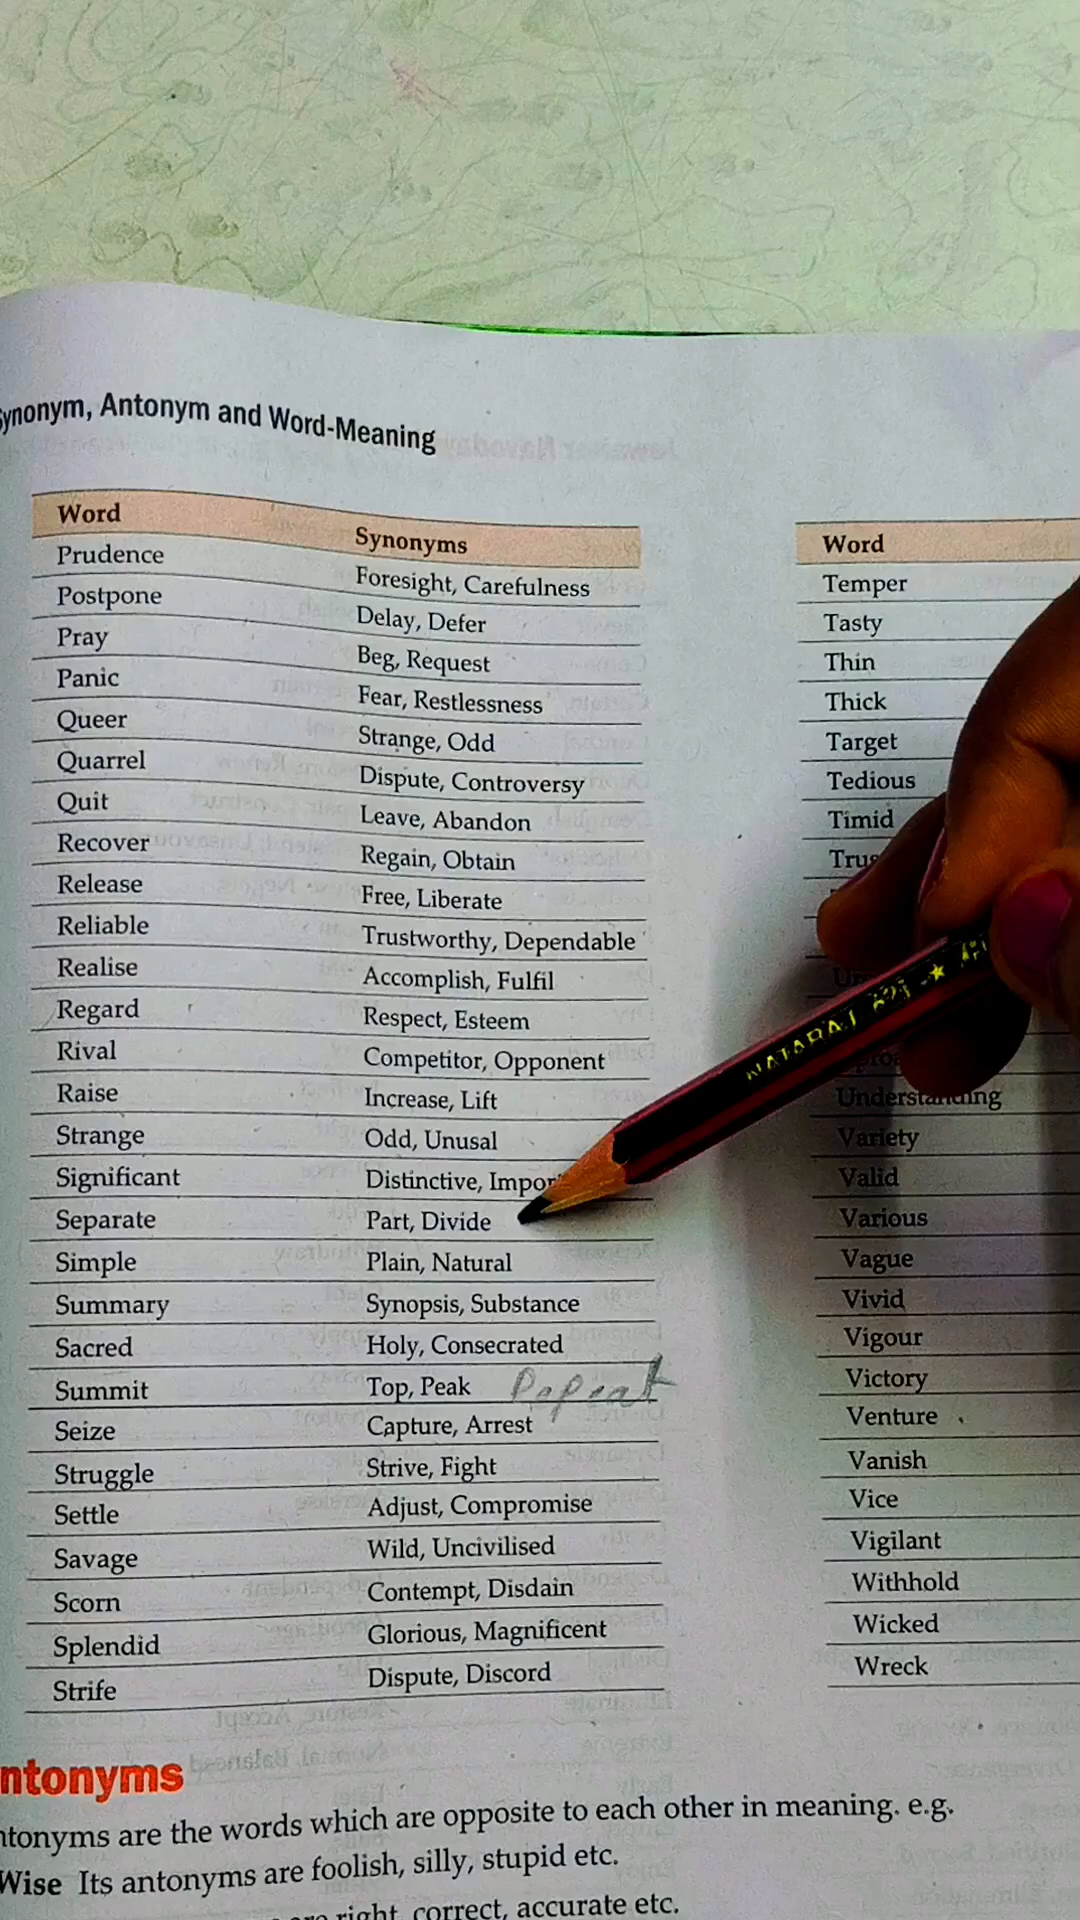 Synonym, Antonym and Word-Meaning
Word Synonyms
Prudence Foresight, Carefulness
Postpone Delay, Defer
Pray Beg, Request
Panic Fear, Restlessness
Queer Strange, Odd
Quarrel Dispute, Controversy
Quit Leave, Abandon
Recover Regain, Obtain
Release Free, Liberate
Reliable Trustworthy, Dependable
Realise Accomplish, Fulfil
Regard Respect, Esteem
Rival Competitor, Opponent
Raise Increase, Lift
Strange Odd, Unusal
Significant Distinctive, Impor
Separate Part, Divide
Simple Plain, Natural
Summary Synopsis, Substance
Sacred Holy, Consecrated
Summit Top, Peak Repeat
Seize Capture, Arrest
Struggle Strive, Fight
Settle Adjust, Compromise
Savage Wild, Uncivilised
Scorn Contempt, Disdain
Splendid Glorious, Magnificent
Strife Dispute, Discord
Word
Temper
Tasty
Thin
Thick
Target
Tedious
Timid
Understanding
Variety
Valid
Various
Vague
Vivid
Vigour
Victory
Venture
Vanish
Vice
Vigilant
Withhold
Wicked
Wreck
NATARAJ
ntonyms
ntonyms are the words which are opposite to each other in meaning. e.g.
Wise Its antonyms are foolish, silly, stupid etc.
right, correct, accurate etc.